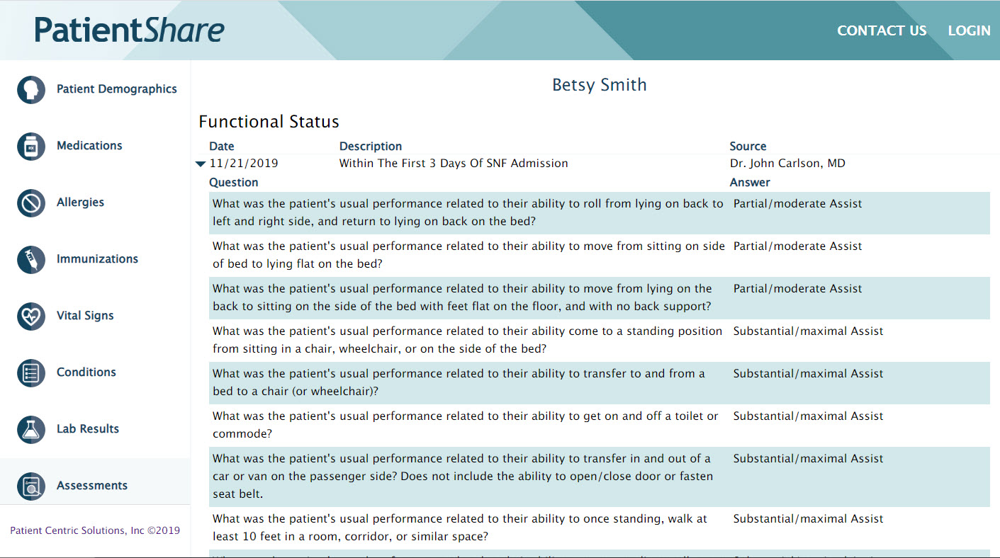 PatientShare
CONTACT US LOGIN
Patient Demographics
Medications
Allergies
Immunizations
Vital Signs
Conditions
Lab Results
Assessments
Patient Centric Solutions, Inc ©2019
Betsy Smith
Functional Status
Date Description Source
11/21/2019 Within The First 3 Days Of SNF Admission Dr. John Carlson, MD
Question Answer
What was the patient's usual performance related to their ability to roll from lying on back to Partial/moderate Assist
left and right side, and return to lying on back on the bed?
What was the patient's usual performance related to their ability to move from sitting on side Partial/moderate Assist
of bed to lying flat on the bed?
What was the patient's usual performance related to their ability to move from lying on the Partial/moderate Assist
back to sitting on the side of the bed with feet flat on the floor, and with no back support?
What was the patient's usual performance related to their ability come to a standing position Substantial/maximal Assist
from sitting in a chair, wheelchair, or on the side of the bed?
What was the patient's usual performance related to their ability to transfer to and from a Substantial/maximal Assist
bed to a chair (or wheelchair)?
What was the patient's usual performance related to their ability to get on and off a toilet or Substantial/maximal Assist
commode?
What was the patient's usual performance related to their ability to transfer in and out of a Substantial/maximal Assist
car or van on the passenger side? Does not include the ability to open/close door or fasten
seat belt.
What was the patient's usual performance related to their ability to once standing, walk at Substantial/maximal Assist
least 10 feet in a room, corridor, or similar space?